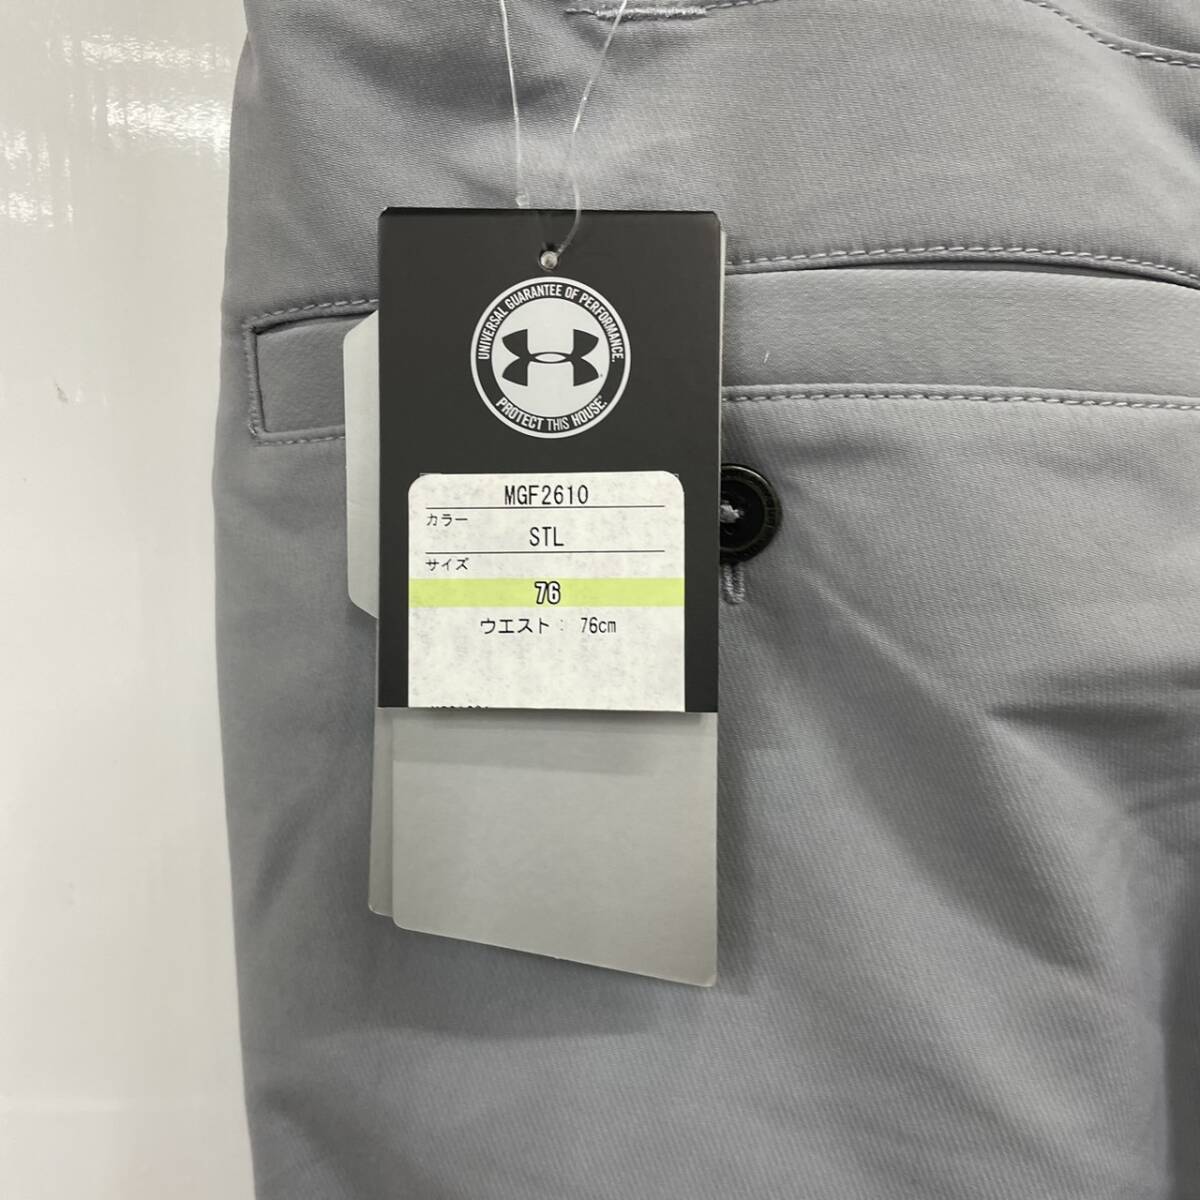 UNIVERSAL GUARANTEE OF PERFORMANCE.
PROTECT THIS HOUSE.
MGF2610
カラー
STL
サイズ
76
ウエスト： 76cm